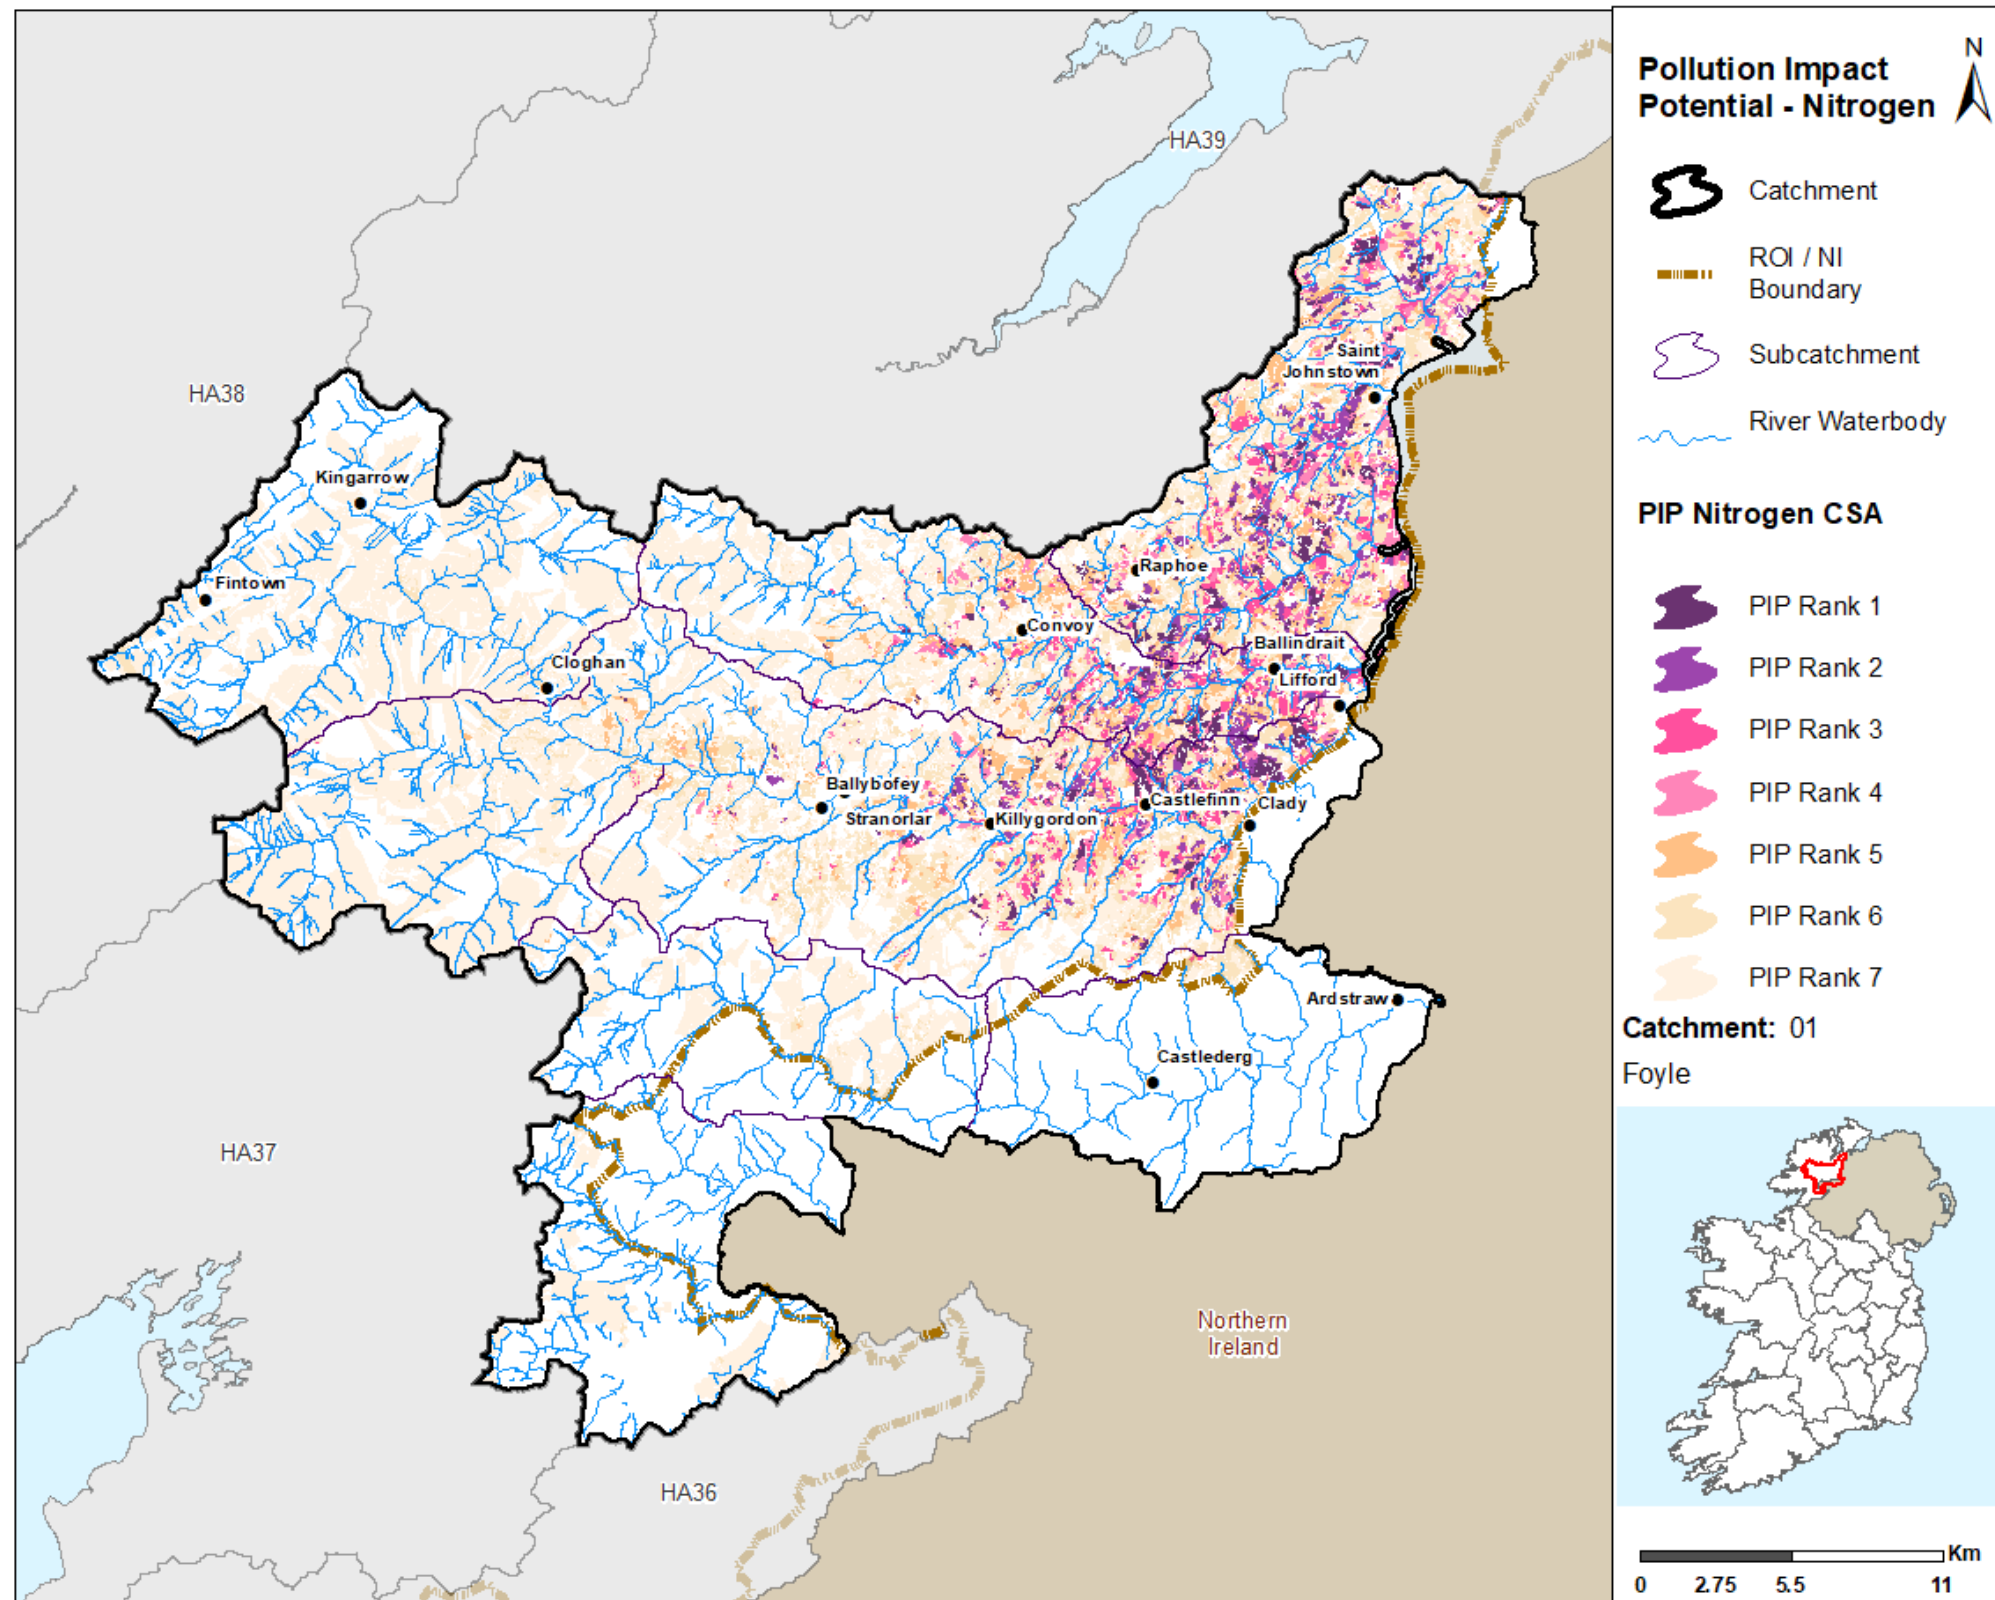 HA39
HA38
Saint
Johnstown
Kingarrow
Fintown
Raphoe
Convoy
Ballindrait
Cloghan
Lifford
Ballybofey
Stranorlar
Killygordon
Castlefinn
Clady
Ardstraw
Castlederg
HA37
Northern
Ireland
HA36
N
Pollution Impact
Potential - Nitrogen
Catchment
ROI / NI
Boundary
Subcatchment
River Waterbody
PIP Nitrogen CSA
PIP Rank 1
PIP Rank 2
PIP Rank 3
PIP Rank 4
PIP Rank 5
PIP Rank 6
PIP Rank 7
Catchment: 01
Foyle
Km
0 2.75 5.5 11